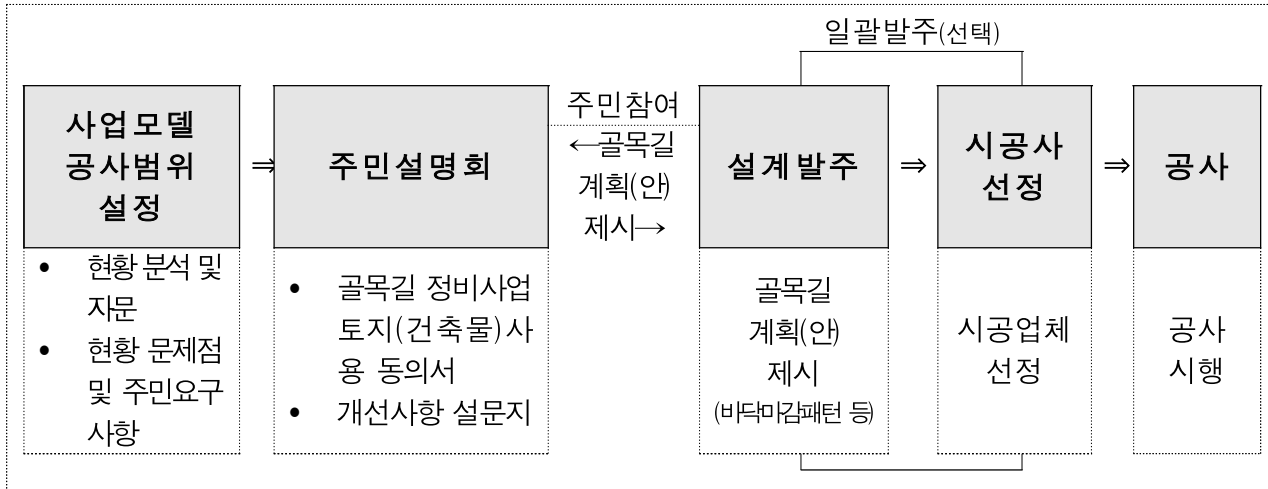 일괄발주(선택)
사업모델
공사범위
설정
⇒
주민설명회
주민참여
←골목길
계획(안)
제시→
설계발주
⇒
시공사
선정
⇒
공사
• 현황 분석 및
자문
• 현황 문제점
및 주민요구
사항
• 골목길 정비사업
토지(건축물)사
용 동의서
• 개선사항 설문지
골목길
계획(안)
제시
(바닥마감패턴 등)
시공업체
선정
공사
시행